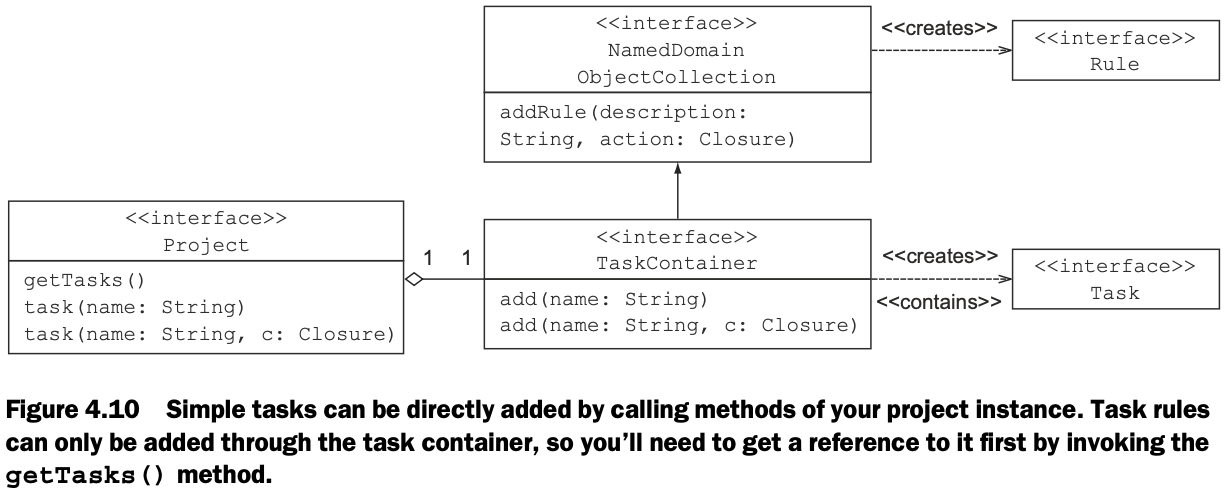 <<interface>>
NamedDomain
ObjectCollection
addRule(description:
String, action: Closure)
<<creates>>
<<interface>>
Rule
<<interface>>
Project
getTasks()
task(name: String)
task(name: String, c: Closure)
1 1
<<interface>>
TaskContainer
add(name: String)
add(name: String, c: Closure)
<<creates>>
<<contains>>
<<interface>>
Task
Figure 4.10 Simple tasks can be directly added by calling methods of your project instance. Task rules
can only be added through the task container, so you’ll need to get a reference to it first by invoking the
getTasks() method.